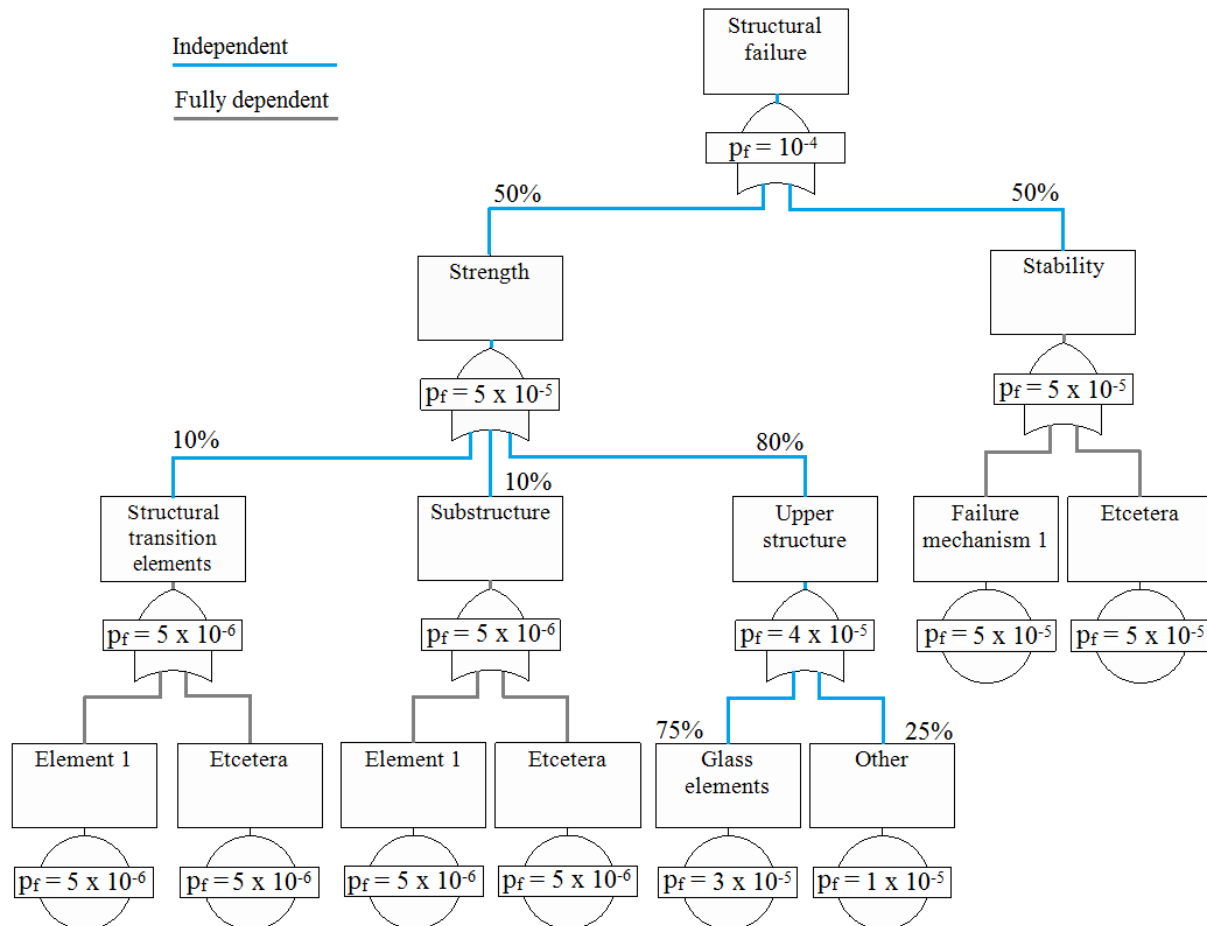 Structural
failure
Independent
Fully dependent
pf = 10-4
50%
50%
Strength
Stability
pf = 5 x 10-5
pf = 5 x 10-5
10%
80%
10%
Structural
transition
elements
Substructure
Upper
structure
Failure
mechanism 1
Etcetera
pf = 5 x 10-6
pf = 5 x 10-6
pf = 4 x 10-5
pf = 5 x 10-5
pf = 5 x 10-5
75%
25%
Element 1
Etcetera
Element 1
Etcetera
Glass
elements
Other
pf = 5 x 10-6
pf = 5 x 10-6
pf = 5 x 10-6
pf = 5 x 10-6
pf = 3 x 10-5
pf = 1 x 10-5